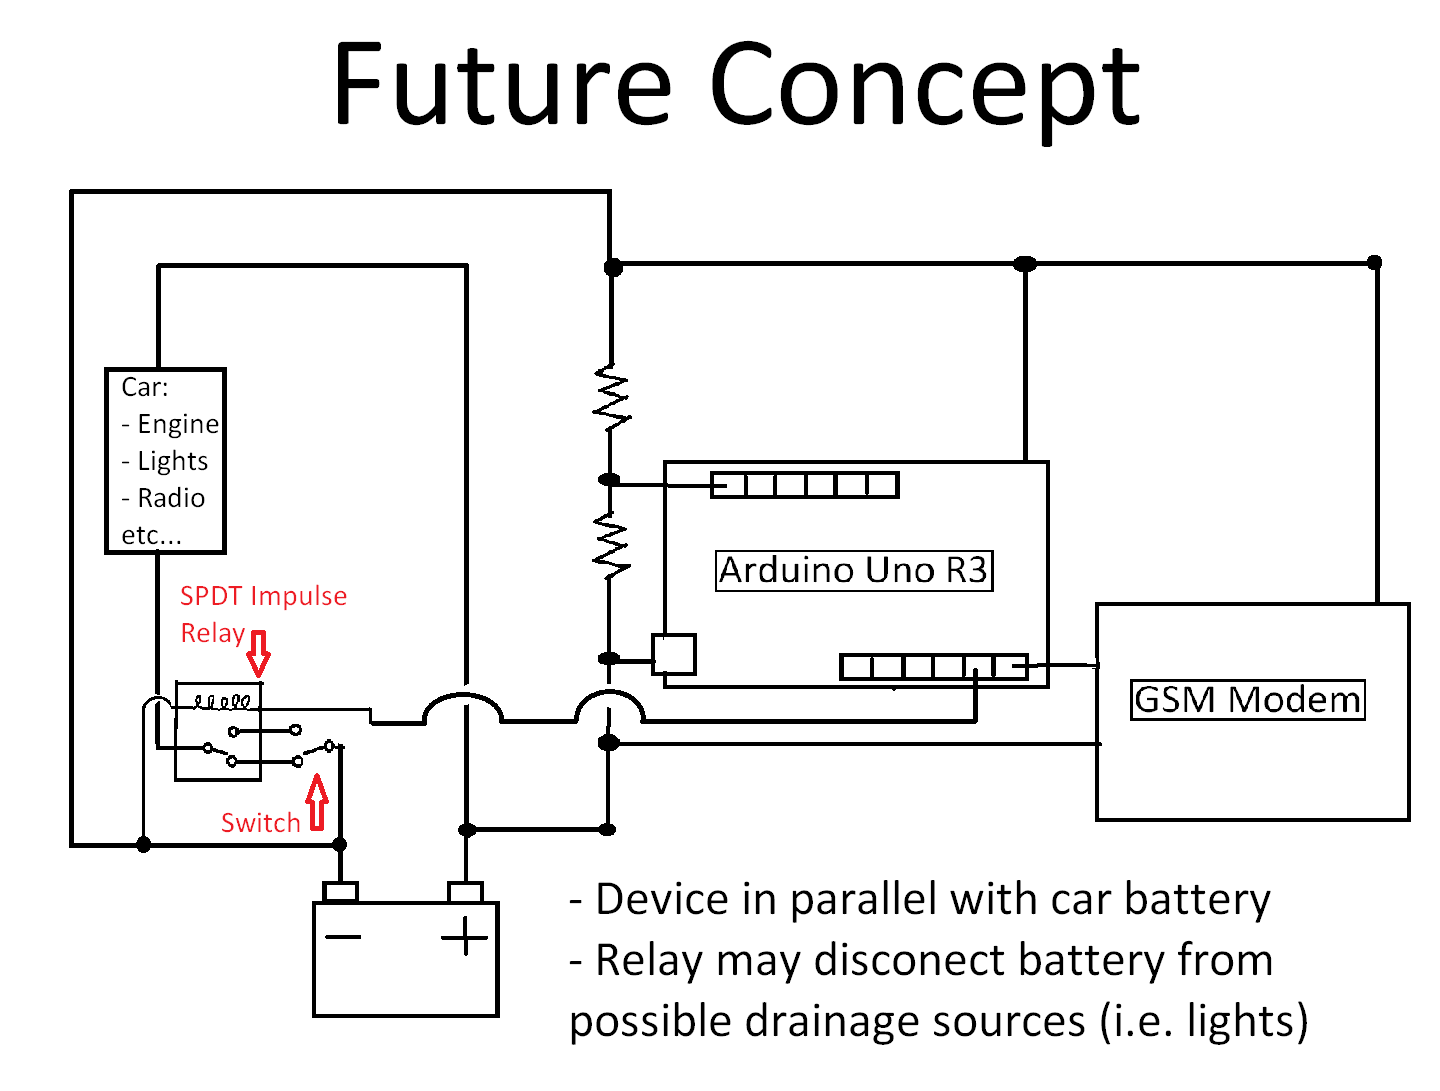 Future Concept
Car:
- Engine
- Lights
- Radio
etc...
SPDT Impulse
Relay
Switch
Arduino Uno R3
GSM Modem
- Device in parallel with car battery
- Relay may disconect battery from
possible drainage sources (i.e. lights)